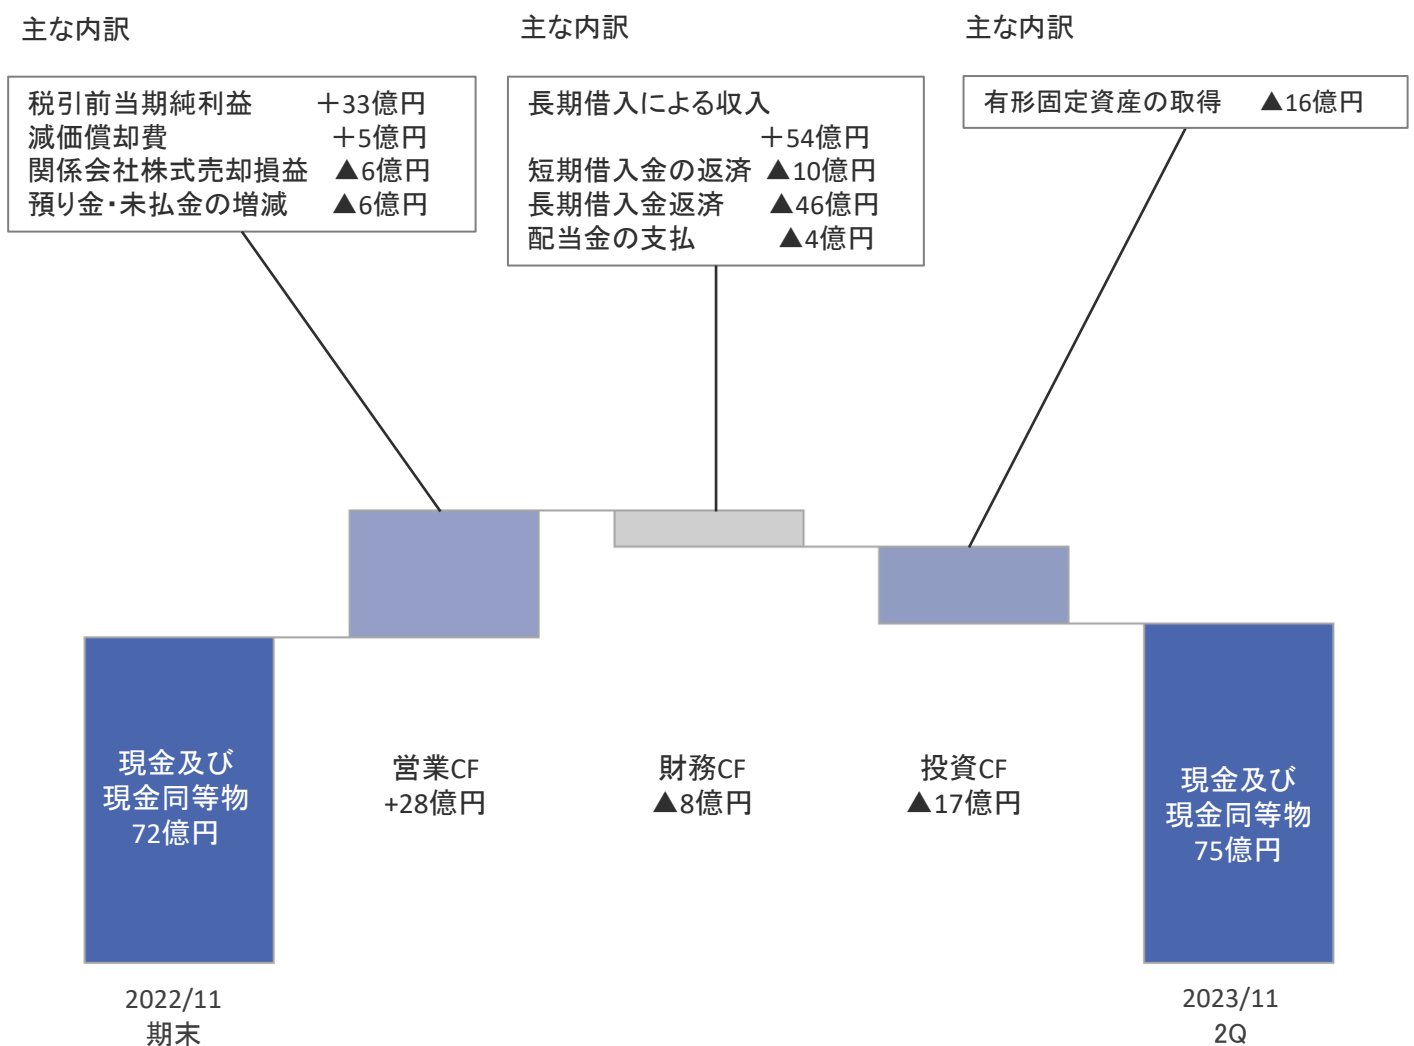 主な内訳
税引前当期純利益 ＋33億円
減価償却費 ＋5億円
関係会社株式売却損益 ▲6億円
預り金・未払金の増減 ▲6億円
主な内訳
長期借入による収入
＋54億円
短期借入金の返済 ▲10億円
長期借入金返済 ▲46億円
配当金の支払 ▲4億円
主な内訳
有形固定資産の取得 ▲16億円
現金及び
現金同等物
72億円
営業CF
+28億円
財務CF
▲8億円
投資CF
▲17億円
現金及び
現金同等物
75億円
2022/11
期末
2023/11
2Q